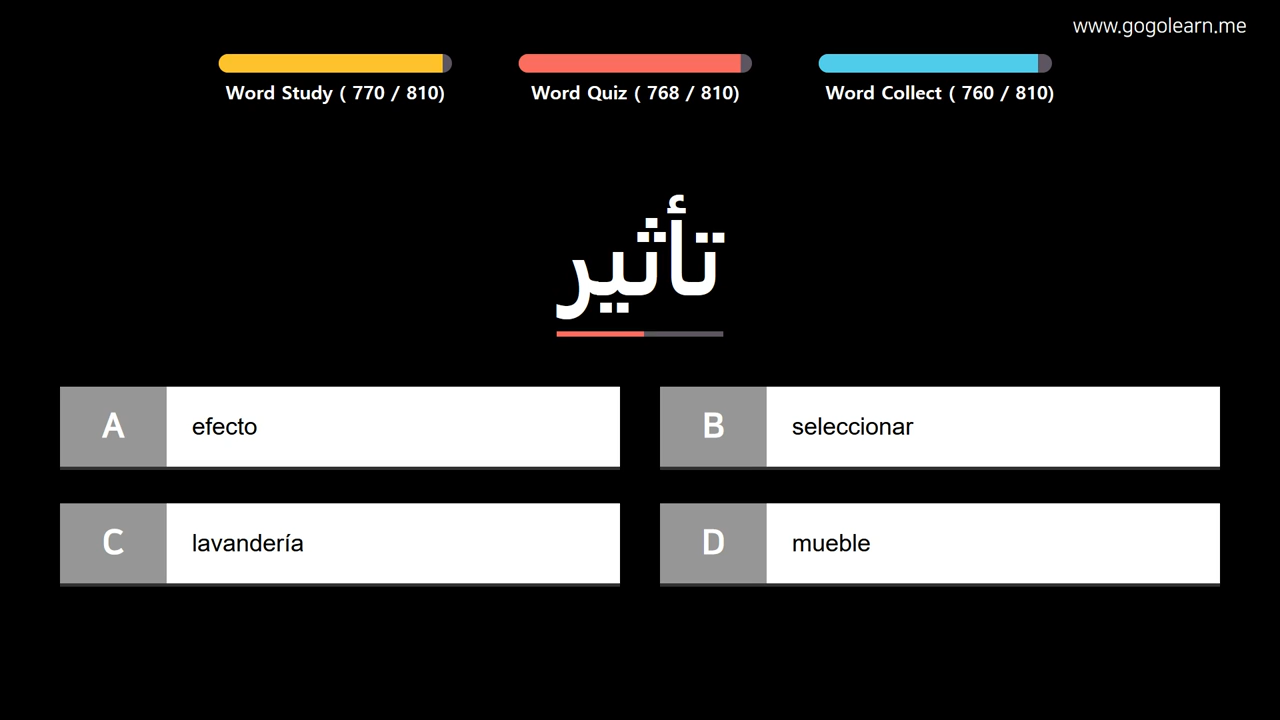 www.gogolearn.me
Word Study ( 770 / 810)
Word Quiz ( 768 / 810)
Word Collect ( 760 / 810)
تأثير
A efecto
B seleccionar
C lavandería
D mueble